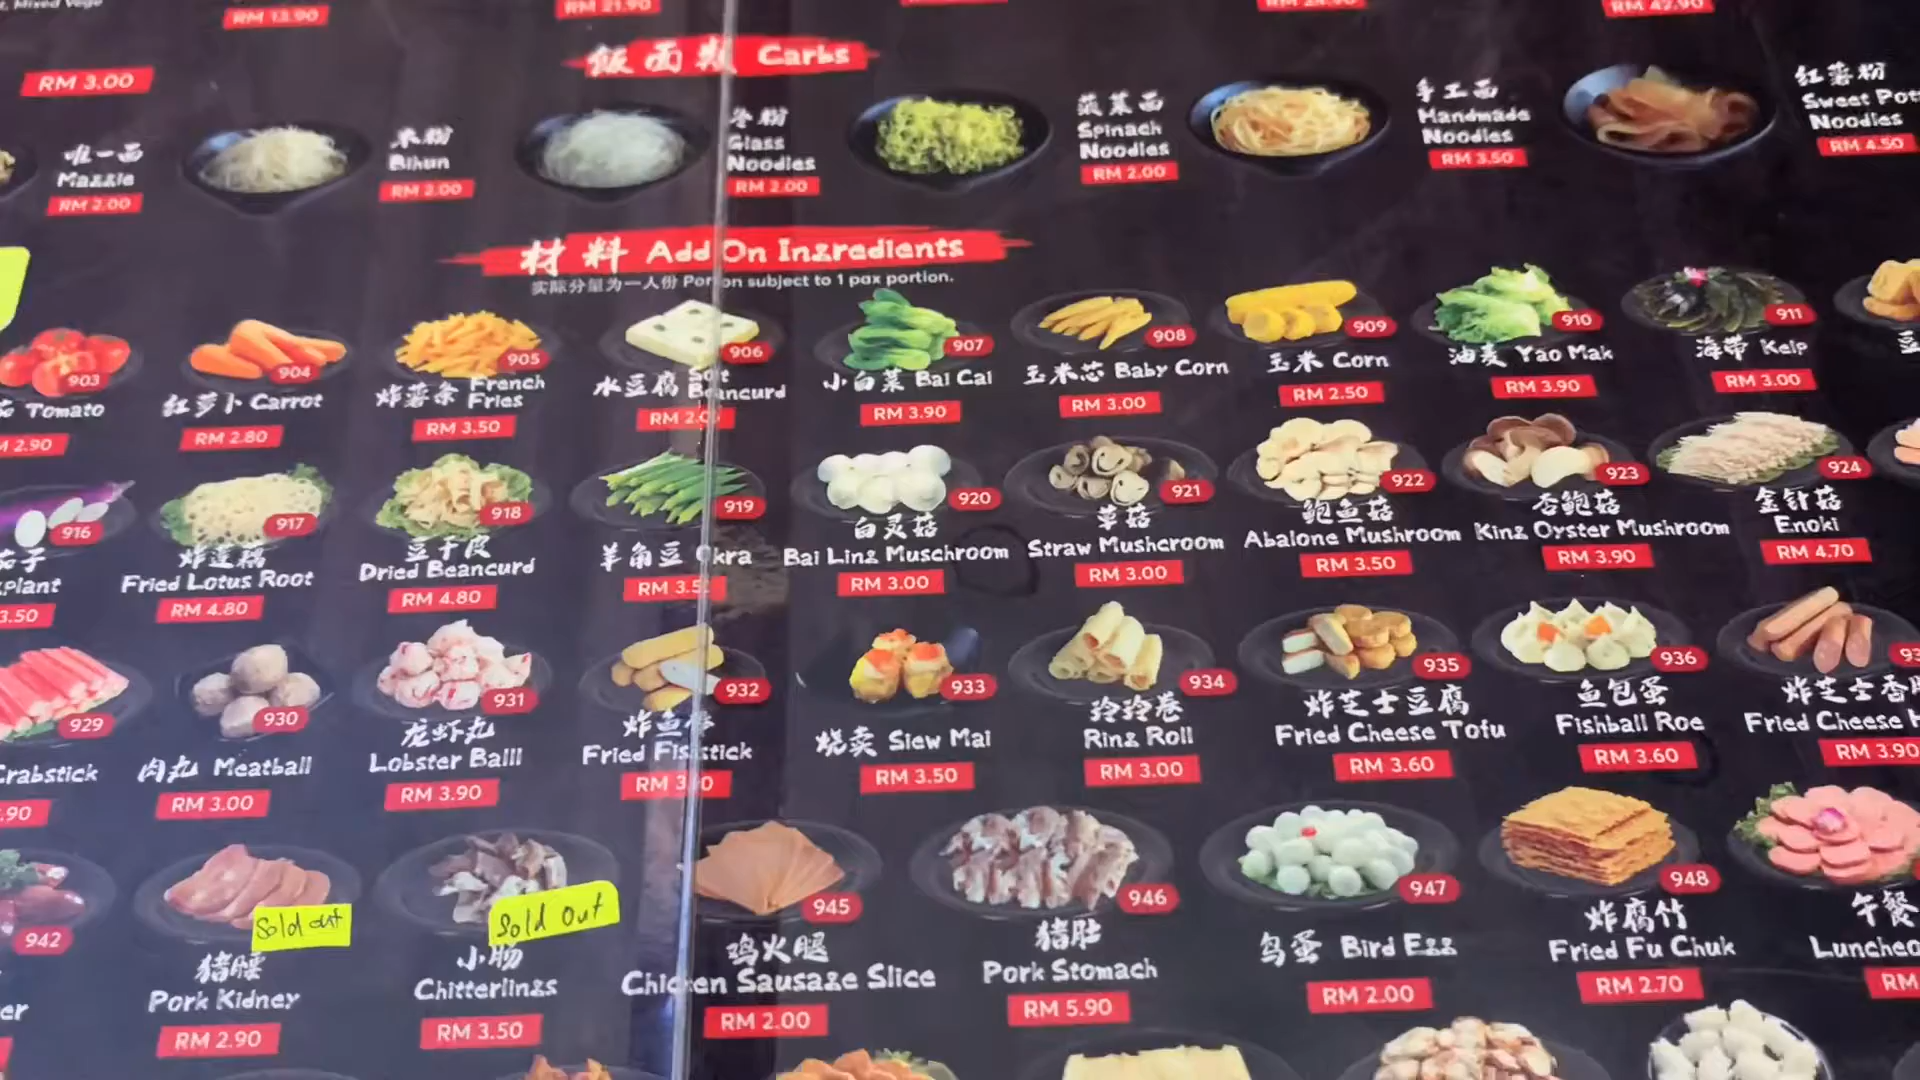 Mixed Vege
RM 13.90
RM 21.90
RM 42.90
RM 3.00
飯面類 Carbs
唯一面
Maggie
RM 2.00
米粉
Bihun
RM 2.00
冬粉
Glass
Noodles
RM 2.00
菠菜面
Spinach
Noodles
RM 2.00
手工面
Handmade
Noodles
RM 3.50
红薯粉
Sweet Pot
Noodles
RM 4.50
材料 Add On Ingredients
实际分量为一人份 Portion subject to 1 pax portion.
903
Tomato
2.90
904
红萝卜 Carrot
RM 2.80
905
炸薯条 French
Fries
RM 3.50
906
水豆腐 Soft
Beancurd
RM 2.0
907
小白菜 Bai Cai
RM 3.90
908
玉米芯 Baby Corn
RM 3.00
909
玉米 Corn
RM 2.50
910
油麦 Yao Mak
RM 3.90
911
海带 Kelp
RM 3.00
916
茄子
plant
3.50
917
炸莲藕
Fried Lotus Root
RM 4.80
918
豆干皮
Dried Beancurd
RM 4.80
919
羊角豆 Okra
RM 3.5
920
白灵菇
Bai Ling Muschroom
RM 3.00
921
草菇
Straw Mushcroom
RM 3.00
922
鲍鱼菇
Abalone Mushroom
RM 3.50
923
杏鲍菇
King Oyster Mushroom
RM 3.90
924
金针菇
Enoki
RM 4.70
929
Crabstick
.90
930
肉丸 Meatball
RM 3.00
931
龙虾丸
Lobster Balll
RM 3.90
932
炸鱼棒
Fried Fishstick
RM 3. 0
933
烧卖 Siew Mai
RM 3.50
934
玲玲卷
Ring Roll
RM 3.00
935
炸芝士豆腐
Fried Cheese Tofu
RM 3.60
936
鱼包蛋
Fishball Roe
RM 3.60
93
炸芝士香
Fried Cheese H
RM 3.90
942
er
Sold out
猪腰
Pork Kidney
RM 2.90
Sold Out
小肠
Chitterlings
RM 3.50
945
鸡火腿
Chicken Sausage Slice
RM 2.00
946
猪肚
Pork Stomach
RM 5.90
947
鸟蛋 Bird Egg
RM 2.00
948
炸腐竹
Fried Fu Chuk
RM 2.70
午餐
Luncheo
RM